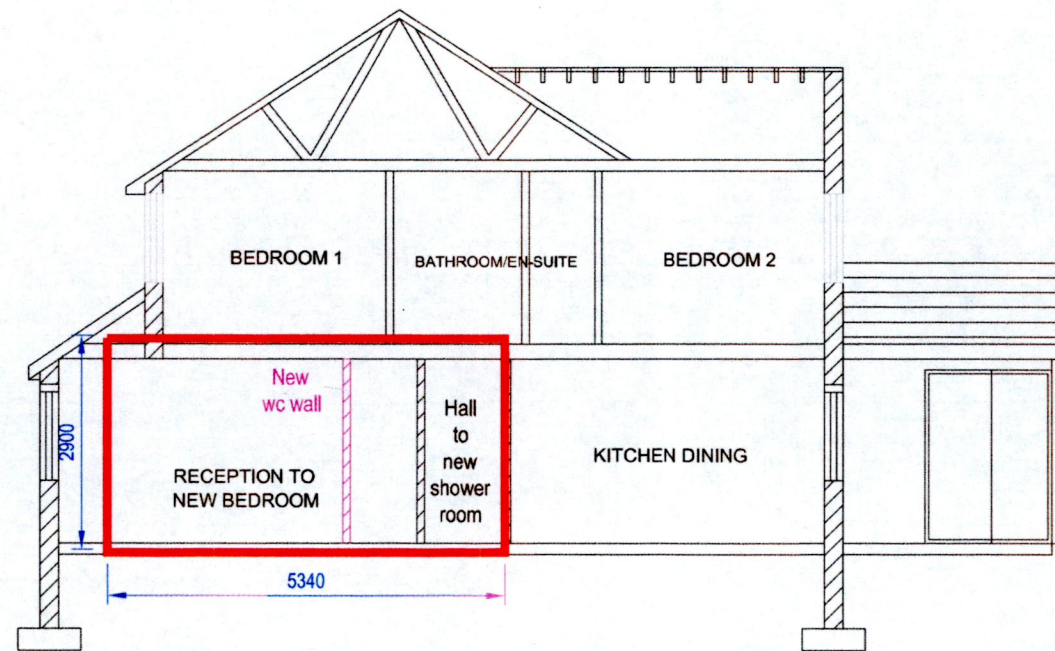 BEDROOM 1
BATHROOM/EN-SUITE
BEDROOM 2
New
wc wall
Hall
to
new
shower
room
RECEPTION TO
NEW BEDROOM
KITCHEN DINING
2900
5340